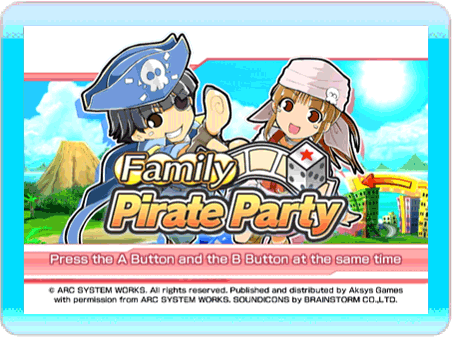 Family
Pirate Party
Press the A Button and the B Button at the same time
© ARC SYSTEM WORKS. All rights reserved. Published and distributed by Aksys Games
with permission from ARC SYSTEM WORKS. SOUNDICONS by BRAINSTORM CO.,LTD.